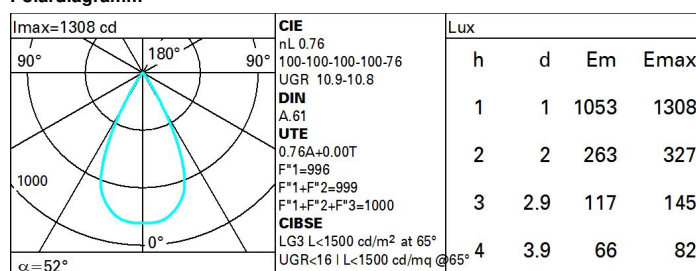 Imax=1308 cd
90°
180°
90°
1000
0°
α=52°
CIE
nL 0.76
100-100-100-100-76
UGR 10.9-10.8
DIN
A.61
UTE
0.76A+0.00T
F"1=996
F"1+F"2=999
F"1+F"2+F"3=1000
CIBSE
LG3 L<1500 cd/m² at 65°
UGR<16 | L<1500 cd/mq @65°
Lux
h d Em Emax
1 1 1053 1308
2 2 263 327
3 2.9 117 145
4 3.9 66 82